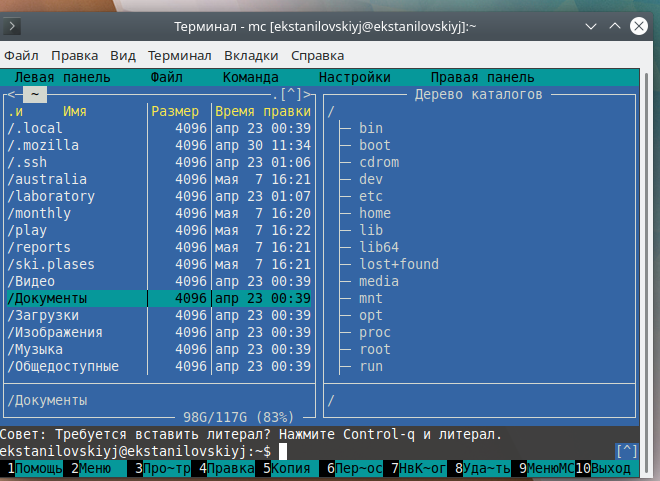 Терминал - mc [ekstanilovskiyj@ekstanilovskiyj]:~
Файл Правка Вид Терминал Вкладки Справка
Левая панель Файл Команда Настройки Правая панель
<─ ~ ─.[^]> Дерево каталогов
.и Имя Размер Время правки /
/.local 4096 апр 23 00:39 bin
/.mozilla 4096 апр 30 11:34 boot
/.ssh 4096 апр 23 01:06 cdrom
/australia 4096 мая 7 16:21 dev
/laboratory 4096 апр 23 01:07 etc
/monthly 4096 мая 7 16:20 home
/play 4096 мая 7 16:22 lib
/reports 4096 мая 7 16:21 lib64
/ski.plases 4096 мая 7 16:21 lost+found
/Видео 4096 апр 23 00:39 media
/Документы 4096 апр 23 00:39 mnt
/Загрузки 4096 апр 23 00:39 opt
/Изображения 4096 апр 23 00:39 proc
/Музыка 4096 апр 23 00:39 root
/Общедоступные 4096 апр 23 00:39 run
/Документы /
98G/117G (83%)
Совет: Требуется вставить литерал? Нажмите Control-q и литерал.
ekstanilovskiyj@ekstanilovskiyj:~$ [^]
1Помощь 2Меню 3Про~тр 4Правка 5Копия 6Пер~ос 7НвК~ог 8Уда~ть 9МенюMC 10Выход